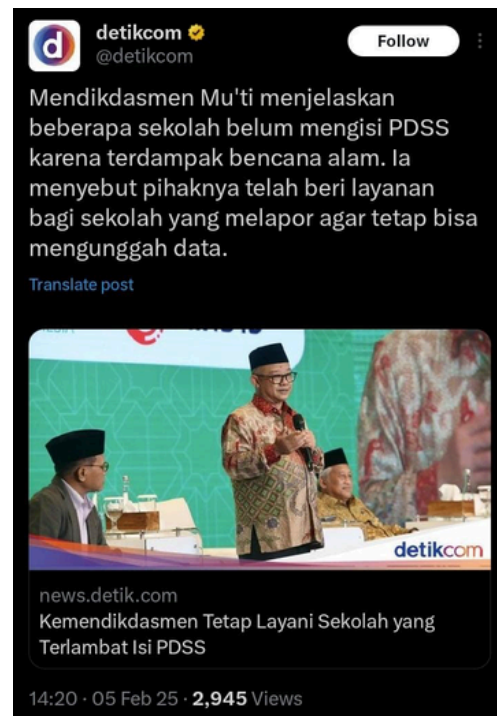 detikcom
Follow
@detikcom
Mendikdasmen Mu'ti menjelaskan
beberapa sekolah belum mengisi PDSS
karena terdampak bencana alam. Ia
menyebut pihaknya telah beri layanan
bagi sekolah yang melapor agar tetap bisa
mengunggah data.
Translate post
detikcom
news.detik.com
Kemendikdasmen Tetap Layani Sekolah yang
Terlambat Isi PDSS
14:20 · 05 Feb 25 · 2,945 Views